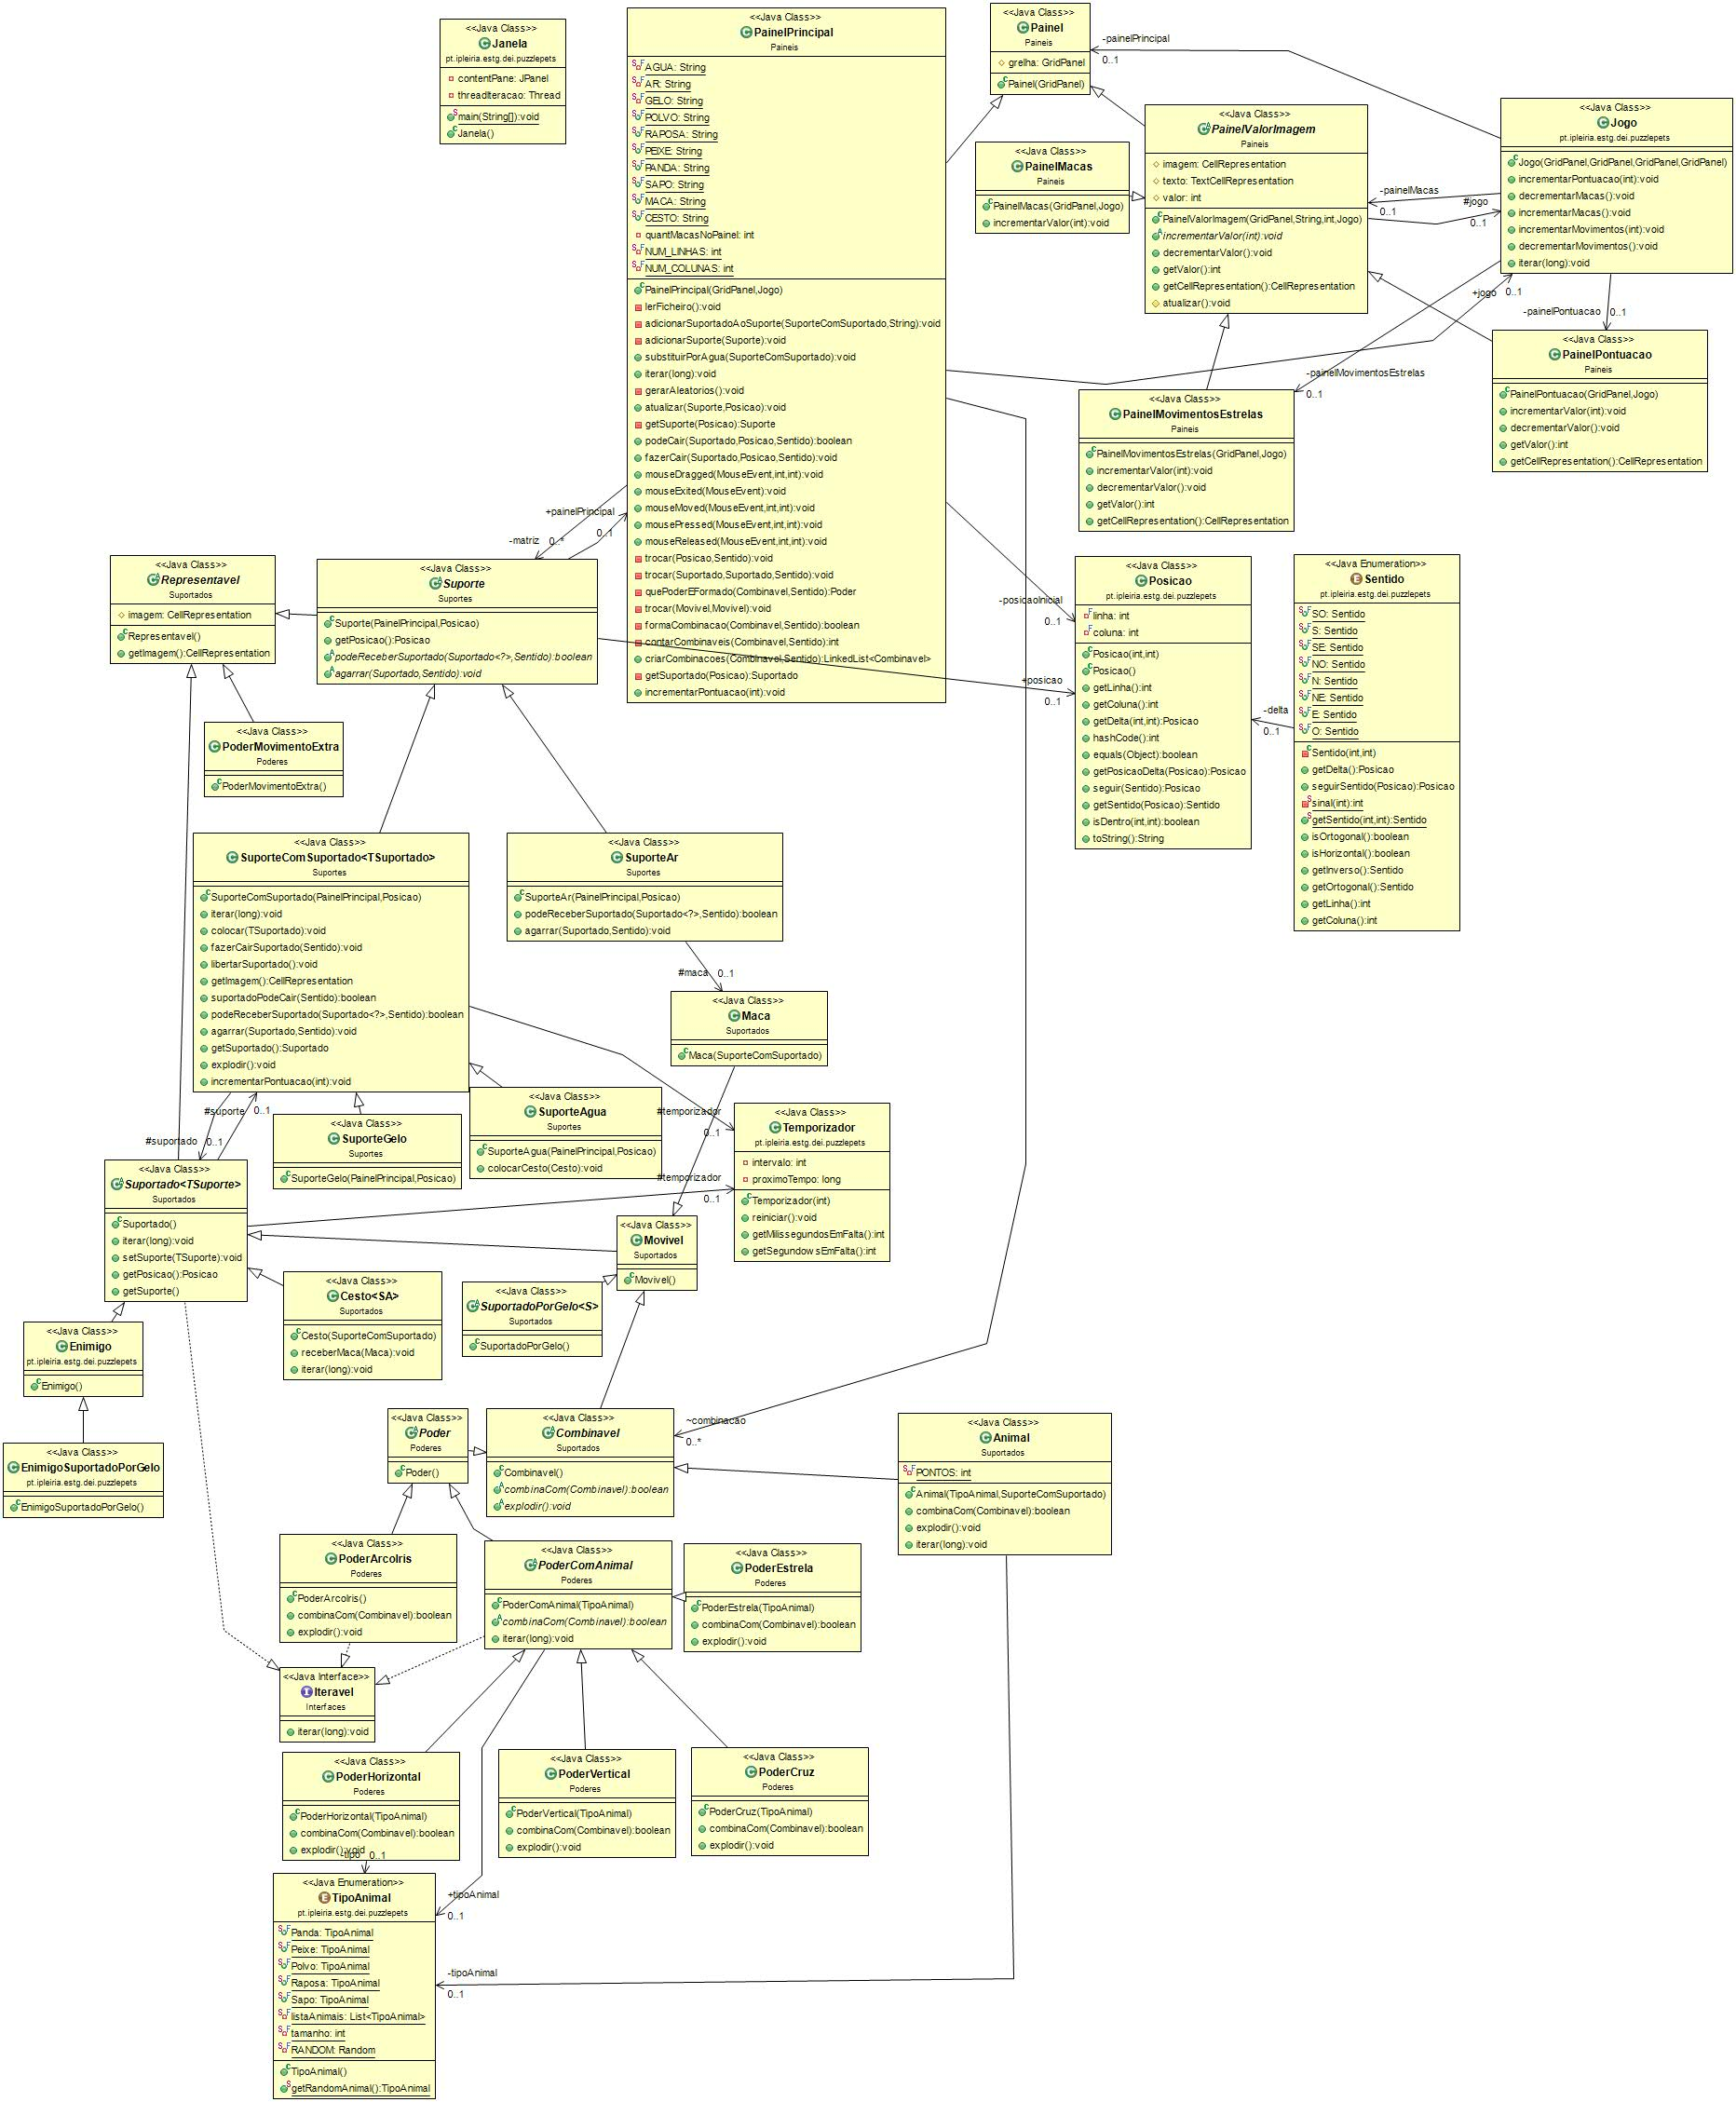 <<Java Class>>
Janela
pt.ipleiria.estg.dei.puzzlepets
contentPane: JPanel
threadIteracao: Thread
main(String[]):void
Janela()
<<Java Class>>
PainelPrincipal
Paineis
AGUA: String
AR: String
GELO: String
POLVO: String
RAPOSA: String
PEIXE: String
PANDA: String
SAPO: String
MACA: String
CESTO: String
quantMacasNoPainel: int
NUM_LINHAS: int
NUM_COLUNAS: int
PainelPrincipal(GridPanel,Jogo)
lerFicheiro():void
adicionarSuportadoAoSuporte(SuporteComSuportado,String):void
adicionarSuporte(Suporte):void
substituirPorAgua(SuporteComSuportado):void
iterar(long):void
gerarAleatorios():void
atualizar(Suporte,Posicao):void
getSuporte(Posicao):Suporte
podeCair(Suportado,Posicao,Sentido):boolean
fazerCair(Suportado,Posicao,Sentido):void
mouseDragged(MouseEvent,int,int):void
mouseExited(MouseEvent):void
mouseMoved(MouseEvent,int,int):void
mousePressed(MouseEvent,int,int):void
mouseReleased(MouseEvent,int,int):void
trocar(Posicao,Sentido):void
trocar(Suportado,Suportado,Sentido):void
quePoderEFormado(Combinavel,Sentido):Poder
trocar(Movivel,Movivel):void
formaCombinacao(Combinavel,Sentido):boolean
contarCombinaveis(Combinavel,Sentido):int
criarCombinacoes(Combinavel,Sentido):LinkedList<Combinavel>
getSuportado(Posicao):Suportado
incrementarPontuacao(int):void
<<Java Class>>
Painel
Paineis
grelha: GridPanel
Painel(GridPanel)
-painelPrincipal
0..1
<<Java Class>>
PainelMacas
Paineis
PainelMacas(GridPanel,Jogo)
incrementarValor(int):void
<<Java Class>>
PainelValorImagem
Paineis
imagem: CellRepresentation
texto: TextCellRepresentation
valor: int
PainelValorImagem(GridPanel,String,int,Jogo)
incrementarValor(int):void
decrementarValor():void
getValor():int
getCellRepresentation():CellRepresentation
atualizar():void
-painelMacas
0..1
#jogo
0..1
<<Java Class>>
Jogo
pt.ipleiria.estg.dei.puzzlepets
Jogo(GridPanel,GridPanel,GridPanel,GridPanel)
incrementarPontuacao(int):void
decrementarMacas():void
incrementarMacas():void
incrementarMovimentos(int):void
decrementarMovimentos():void
iterar(long):void
+jogo
0..1
-painelPontuacao
0..1
<<Java Class>>
PainelPontuacao
Paineis
PainelPontuacao(GridPanel,Jogo)
incrementarValor(int):void
decrementarValor():void
getValor():int
getCellRepresentation():CellRepresentation
-painelMovimentosEstrelas
0..1
<<Java Class>>
PainelMovimentosEstrelas
Paineis
PainelMovimentosEstrelas(GridPanel,Jogo)
incrementarValor(int):void
decrementarValor():void
getValor():int
getCellRepresentation():CellRepresentation
+painelPrincipal
0..1
-matriz
0..*
<<Java Class>>
Representavel
Suportados
imagem: CellRepresentation
Representavel()
getImagem():CellRepresentation
<<Java Class>>
Suporte
Suportes
Suporte(PainelPrincipal,Posicao)
getPosicao():Posicao
podeReceberSuportado(Suportado<?>,Sentido):boolean
agarrar(Suportado,Sentido):void
-posicaoInicial
0..1
+posicao
0..1
<<Java Class>>
Posicao
pt.ipleiria.estg.dei.puzzlepets
linha: int
coluna: int
Posicao(int,int)
Posicao()
getLinha():int
getColuna():int
getDelta(int,int):Posicao
hashCode():int
equals(Object):boolean
getPosicaoDelta(Posicao):Posicao
seguir(Sentido):Posicao
getSentido(Posicao):Sentido
isDentro(int,int):boolean
toString():String
-delta
0..1
<<Java Enumeration>>
Sentido
pt.ipleiria.estg.dei.puzzlepets
SO: Sentido
S: Sentido
SE: Sentido
NO: Sentido
N: Sentido
NE: Sentido
E: Sentido
O: Sentido
Sentido(int,int)
getDelta():Posicao
seguirSentido(Posicao):Posicao
sinal(int):int
getSentido(int,int):Sentido
isOrtogonal():boolean
isHorizontal():boolean
getInverso():Sentido
getOrtogonal():Sentido
getLinha():int
getColuna():int
<<Java Class>>
PoderMovimentoExtra
Poderes
PoderMovimentoExtra()
<<Java Class>>
SuporteComSuportado<TSuportado>
Suportes
SuporteComSuportado(PainelPrincipal,Posicao)
iterar(long):void
colocar(TSuportado):void
fazerCairSuportado(Sentido):void
libertarSuportado():void
getImagem():CellRepresentation
suportadoPodeCair(Sentido):boolean
podeReceberSuportado(Suportado<?>,Sentido):boolean
agarrar(Suportado,Sentido):void
getSuportado():Suportado
explodir():void
incrementarPontuacao(int):void
<<Java Class>>
SuporteAr
Suportes
SuporteAr(PainelPrincipal,Posicao)
podeReceberSuportado(Suportado<?>,Sentido):boolean
agarrar(Suportado,Sentido):void
#maca
0..1
<<Java Class>>
Maca
Suportados
Maca(SuporteComSuportado)
#suporte
0..1
#suportado
0..1
<<Java Class>>
SuporteGelo
Suportes
SuporteGelo(PainelPrincipal,Posicao)
<<Java Class>>
SuporteAgua
Suportes
SuporteAgua(PainelPrincipal,Posicao)
colocarCesto(Cesto):void
#temporizador
0..1
#temporizador
0..1
<<Java Class>>
Temporizador
pt.ipleiria.estg.dei.puzzlepets
intervalo: int
proximoTempo: long
Temporizador(int)
reiniciar():void
getMilissegundosEmFalta():int
getSegundowsEmFalta():int
<<Java Class>>
Suportado<TSuporte>
Suportados
Suportado()
iterar(long):void
setSuporte(TSuporte):void
getPosicao():Posicao
getSuporte()
<<Java Class>>
Movivel
Suportados
Movivel()
<<Java Class>>
Cesto<SA>
Suportados
Cesto(SuporteComSuportado)
receberMaca(Maca):void
iterar(long):void
<<Java Class>>
SuportadoPorGelo<S>
Suportados
SuportadoPorGelo()
<<Java Class>>
Enimigo
pt.ipleiria.estg.dei.puzzlepets
Enimigo()
<<Java Class>>
EnimigoSuportadoPorGelo
pt.ipleiria.estg.dei.puzzlepets
EnimigoSuportadoPorGelo()
<<Java Class>>
Poder
Poderes
Poder()
<<Java Class>>
Combinavel
Suportados
Combinavel()
combinaCom(Combinavel):boolean
explodir():void
~combinacao
0..*
<<Java Class>>
Animal
Suportados
PONTOS: int
Animal(TipoAnimal,SuporteComSuportado)
combinaCom(Combinavel):boolean
explodir():void
iterar(long):void
<<Java Class>>
PoderArcoIris
Poderes
PoderArcoIris()
combinaCom(Combinavel):boolean
explodir():void
<<Java Class>>
PoderComAnimal
Poderes
PoderComAnimal(TipoAnimal)
combinaCom(Combinavel):boolean
iterar(long):void
<<Java Class>>
PoderEstrela
Poderes
PoderEstrela(TipoAnimal)
combinaCom(Combinavel):boolean
explodir():void
<<Java Interface>>
Iteravel
Interfaces
iterar(long):void
<<Java Class>>
PoderHorizontal
Poderes
PoderHorizontal(TipoAnimal)
combinaCom(Combinavel):boolean
explodir():void
<<Java Class>>
PoderVertical
Poderes
PoderVertical(TipoAnimal)
combinaCom(Combinavel):boolean
explodir():void
<<Java Class>>
PoderCruz
Poderes
PoderCruz(TipoAnimal)
combinaCom(Combinavel):boolean
explodir():void
-tipo
0..1
<<Java Enumeration>>
TipoAnimal
pt.ipleiria.estg.dei.puzzlepets
Panda: TipoAnimal
Peixe: TipoAnimal
Polvo: TipoAnimal
Raposa: TipoAnimal
Sapo: TipoAnimal
listaAnimais: List<TipoAnimal>
tamanho: int
RANDOM: Random
TipoAnimal()
getRandomAnimal():TipoAnimal
+tipoAnimal
0..1
-tipoAnimal
0..1